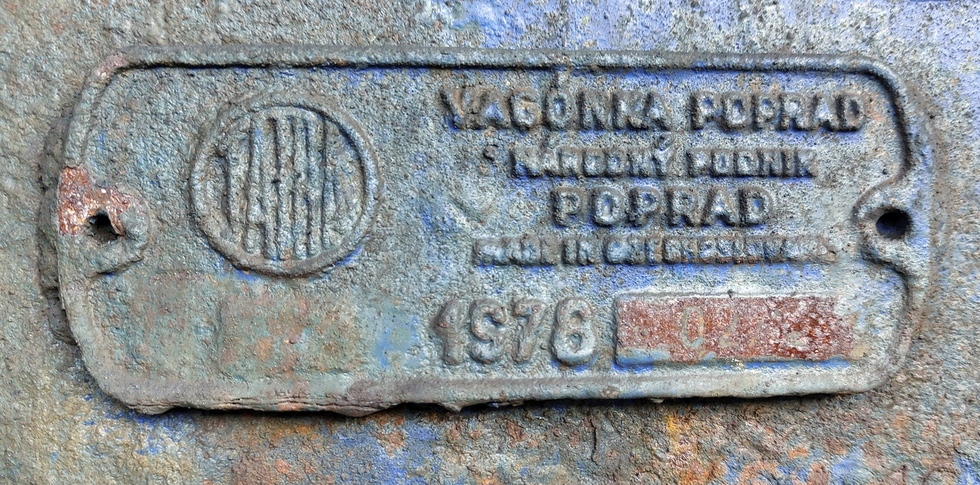 TATRA
VAGÓNKA POPRAD
NÁRODNÝ PODNIK
POPRAD
MADE IN CZECHOSLOVAKIA
1978